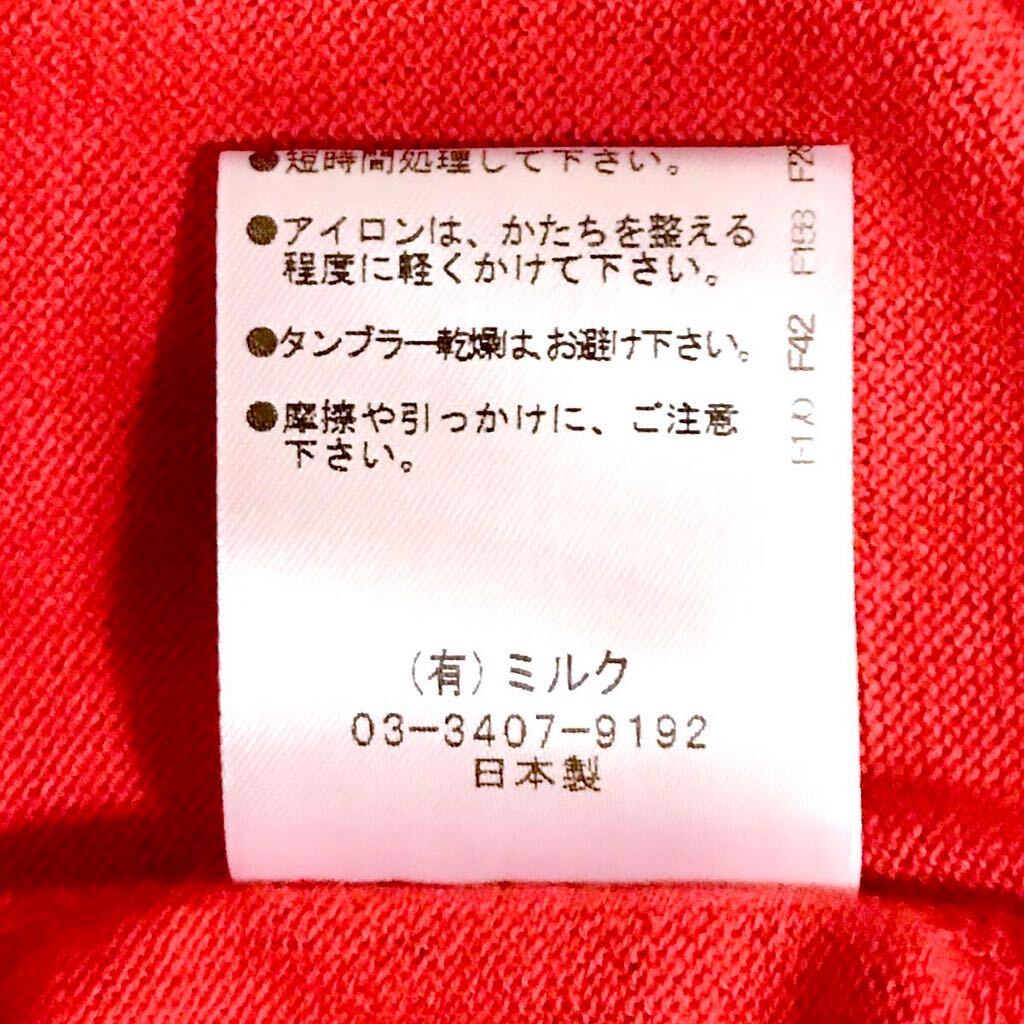 ●短時間処理して下さい。
●アイロンは、かたちを整える
程度に軽くかけて下さい。
●タンブラー乾燥は、お避け下さい。
●摩擦や引っかけに、ご注意
下さい。
(有)ミルク
03-3407-9192
日本製
F42